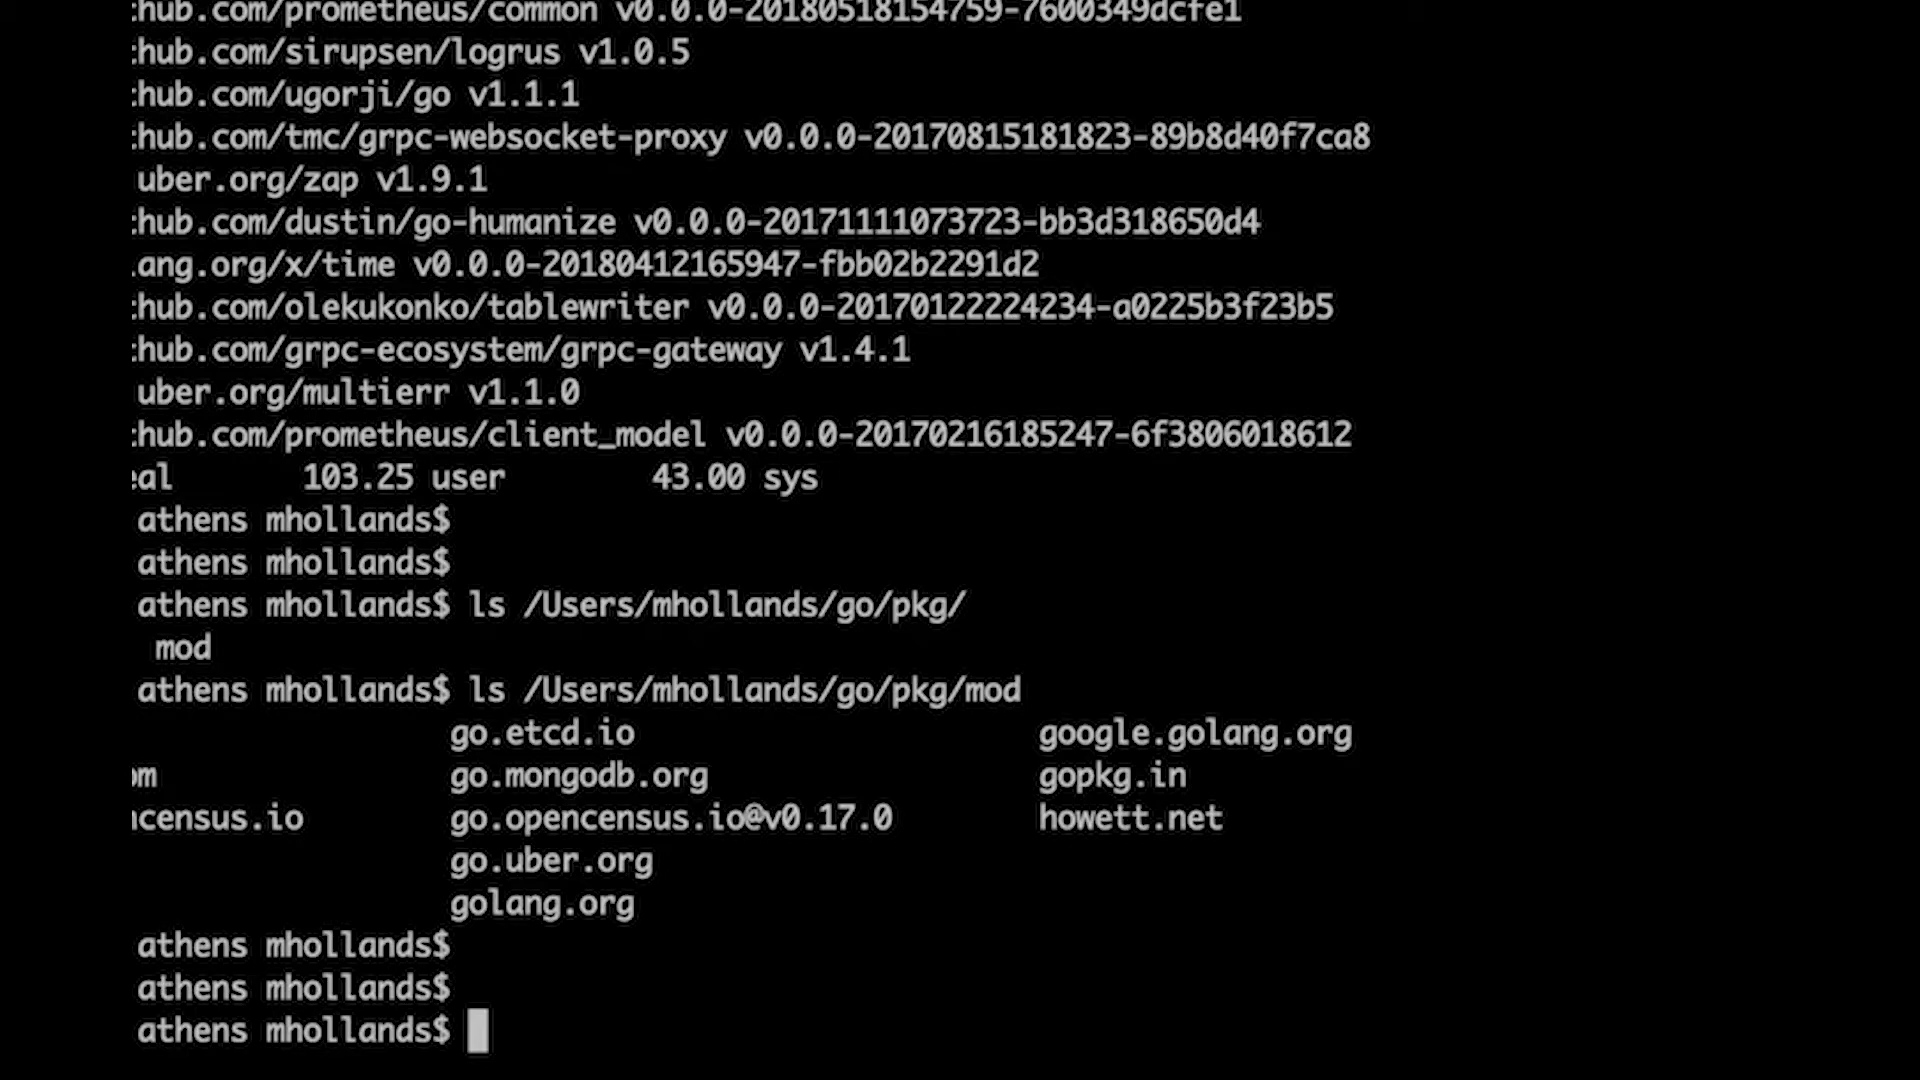 hub.com/prometheus/common v0.0.0-20180518154759-7600349dcfe1
hub.com/sirupsen/logrus v1.0.5
hub.com/ugorji/go v1.1.1
hub.com/tmc/grpc-websocket-proxy v0.0.0-20170815181823-89b8d40f7ca8
uber.org/zap v1.9.1
hub.com/dustin/go-humanize v0.0.0-20171111073723-bb3d318650d4
ang.org/x/time v0.0.0-20180412165947-fbb02b2291d2
hub.com/olekukonko/tablewriter v0.0.0-20170122224234-a0225b3f23b5
hub.com/grpc-ecosystem/grpc-gateway v1.4.1
uber.org/multierr v1.1.0
hub.com/prometheus/client_model v0.0.0-20170216185247-6f3806018612
eal 103.25 user 43.00 sys
athens mhollands$
athens mhollands$
athens mhollands$ ls /Users/mhollands/go/pkg/
mod
athens mhollands$ ls /Users/mhollands/go/pkg/mod
go.etcd.io google.golang.org
om go.mongodb.org gopkg.in
census.io go.opencensus.io@v0.17.0 howett.net
go.uber.org
golang.org
athens mhollands$
athens mhollands$
athens mhollands$